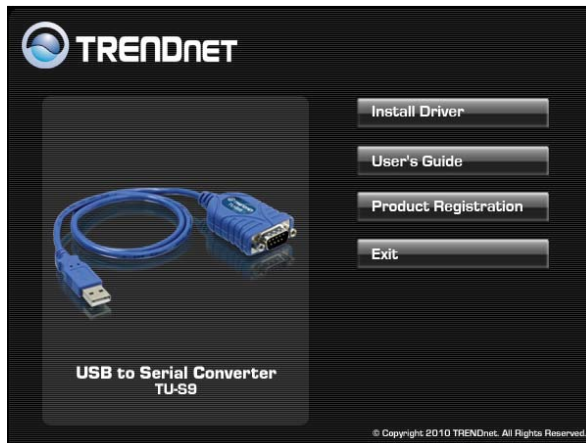 TRENDNET
Install Driver
User's Guide
Product Registration
Exit
USB to Serial Converter
TU-S9
© Copyright 2010 TRENDnet. All Rights Reserved.